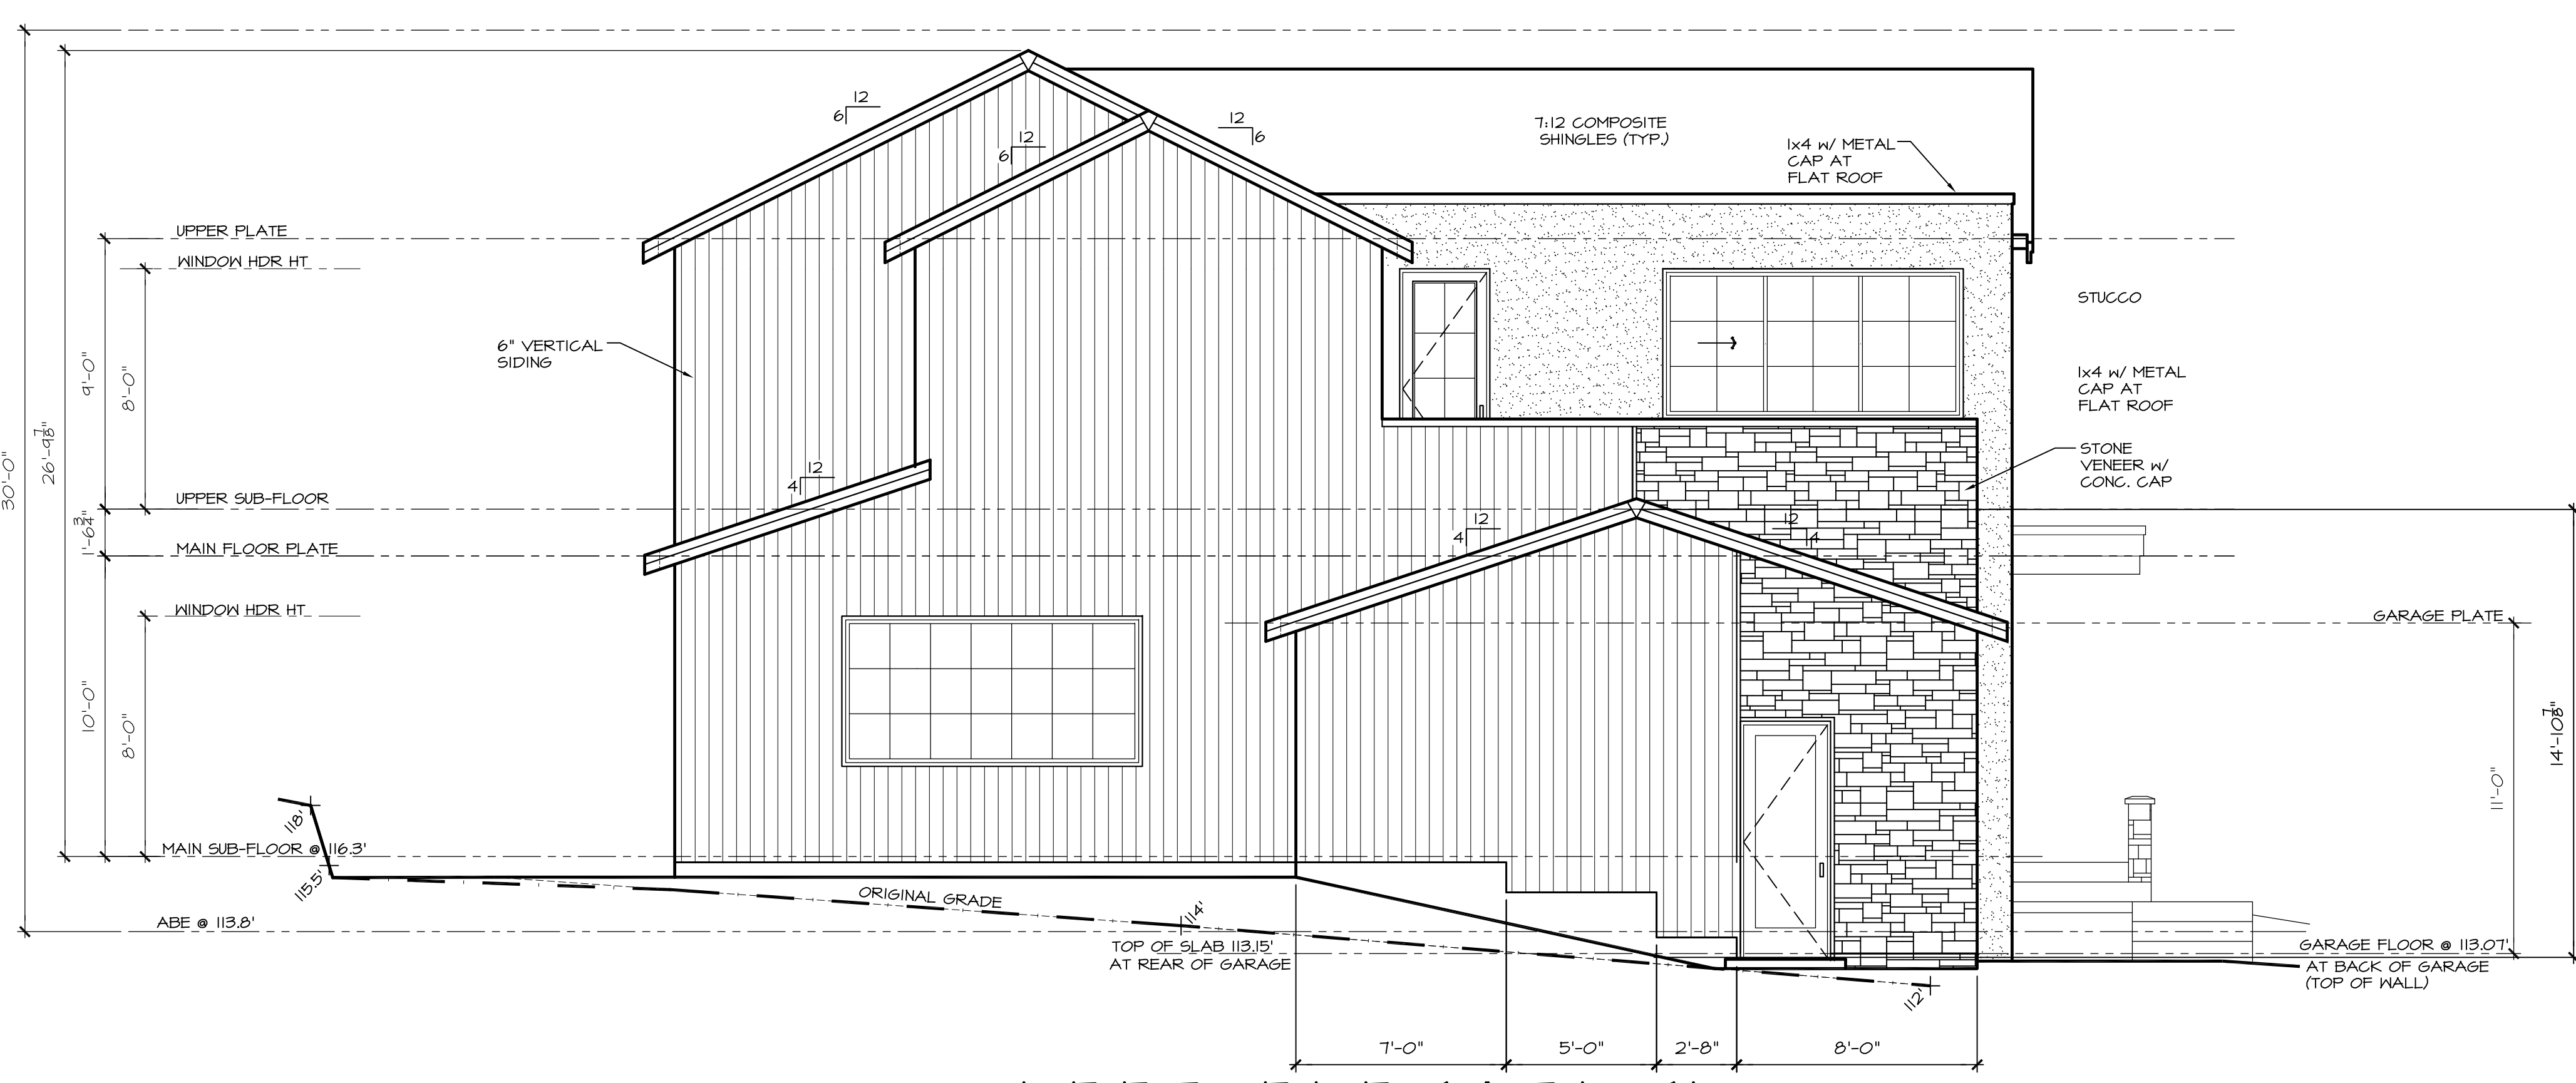 12
6
12
6
12
6
7:12 COMPOSITE
SHINGLES (TYP.)
1x4 w/ METAL
CAP AT
FLAT ROOF
UPPER PLATE
WINDOW HDR HT
STUCCO
6" VERTICAL
SIDING
1x4 w/ METAL
CAP AT
FLAT ROOF
9'-0"
8'-0"
26'-9 7/8"
30'-0"
STONE
VENEER w/
CONC. CAP
12
4
UPPER SUB-FLOOR
1'-6 3/4"
12
4
12
4
MAIN FLOOR PLATE
WINDOW HDR HT
GARAGE PLATE
10'-0"
8'-0"
14'-10 7/8"
11'-0"
118'
MAIN SUB-FLOOR @ 116.3'
115.5'
ORIGINAL GRADE
114'
ABE @ 113.8'
TOP OF SLAB 113.15'
AT REAR OF GARAGE
GARAGE FLOOR @ 113.07'
AT BACK OF GARAGE
(TOP OF WALL)
112'
7'-0"
5'-0"
2'-8"
8'-0"